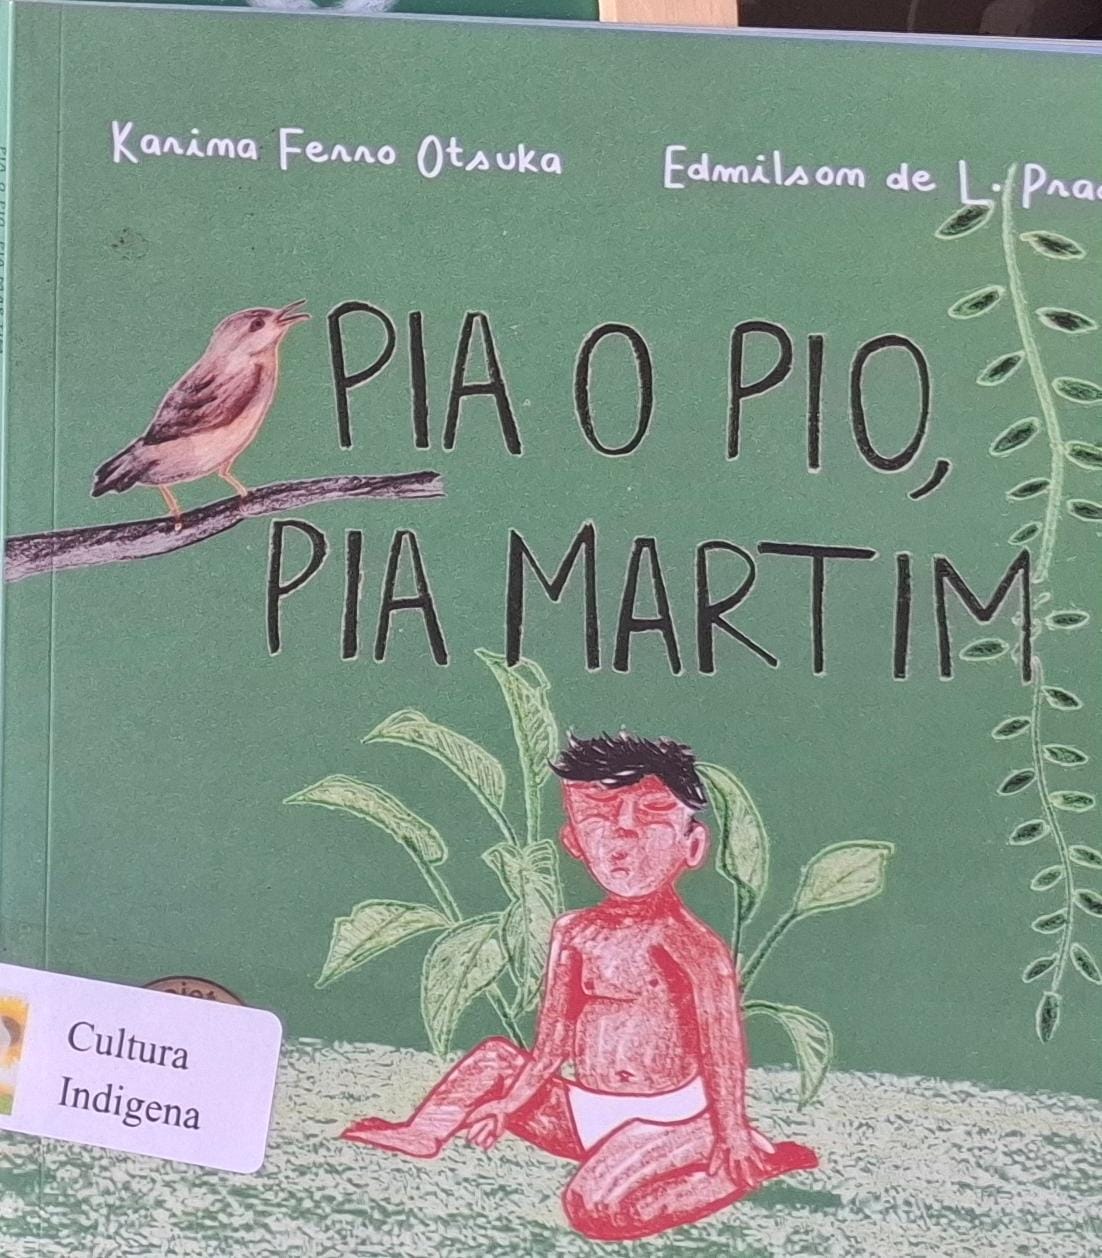 Karima Ferro Otsuka
Edmilsom de L.
PIA O PIO,
PIA MARTIM
Cultura
Indigena